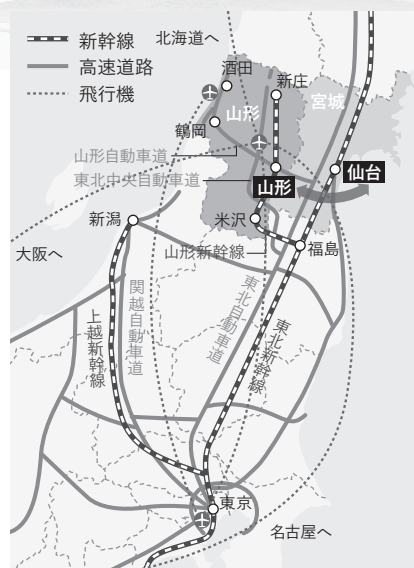 新幹線
高速道路
飛行機
北海道へ
酒田
新庄
山形
宮城
鶴岡
山形自動車道
東北中央自動車道
山形
仙台
新潟
米沢
福島
大阪へ
山形新幹線
関越自動車道
上越新幹線
東北自動車道
東北新幹線
東京
名古屋へ